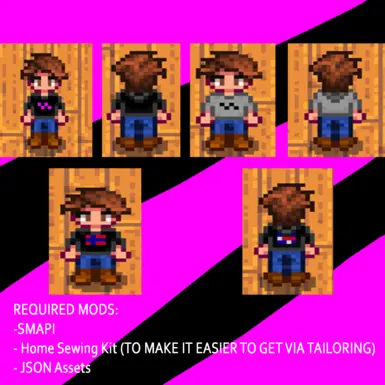 REQUIRED MODS:
-SMAPI
- Home Sewing Kit (TO MAKE IT EASIER TO GET VIA TAILORING)
- JSON Assets